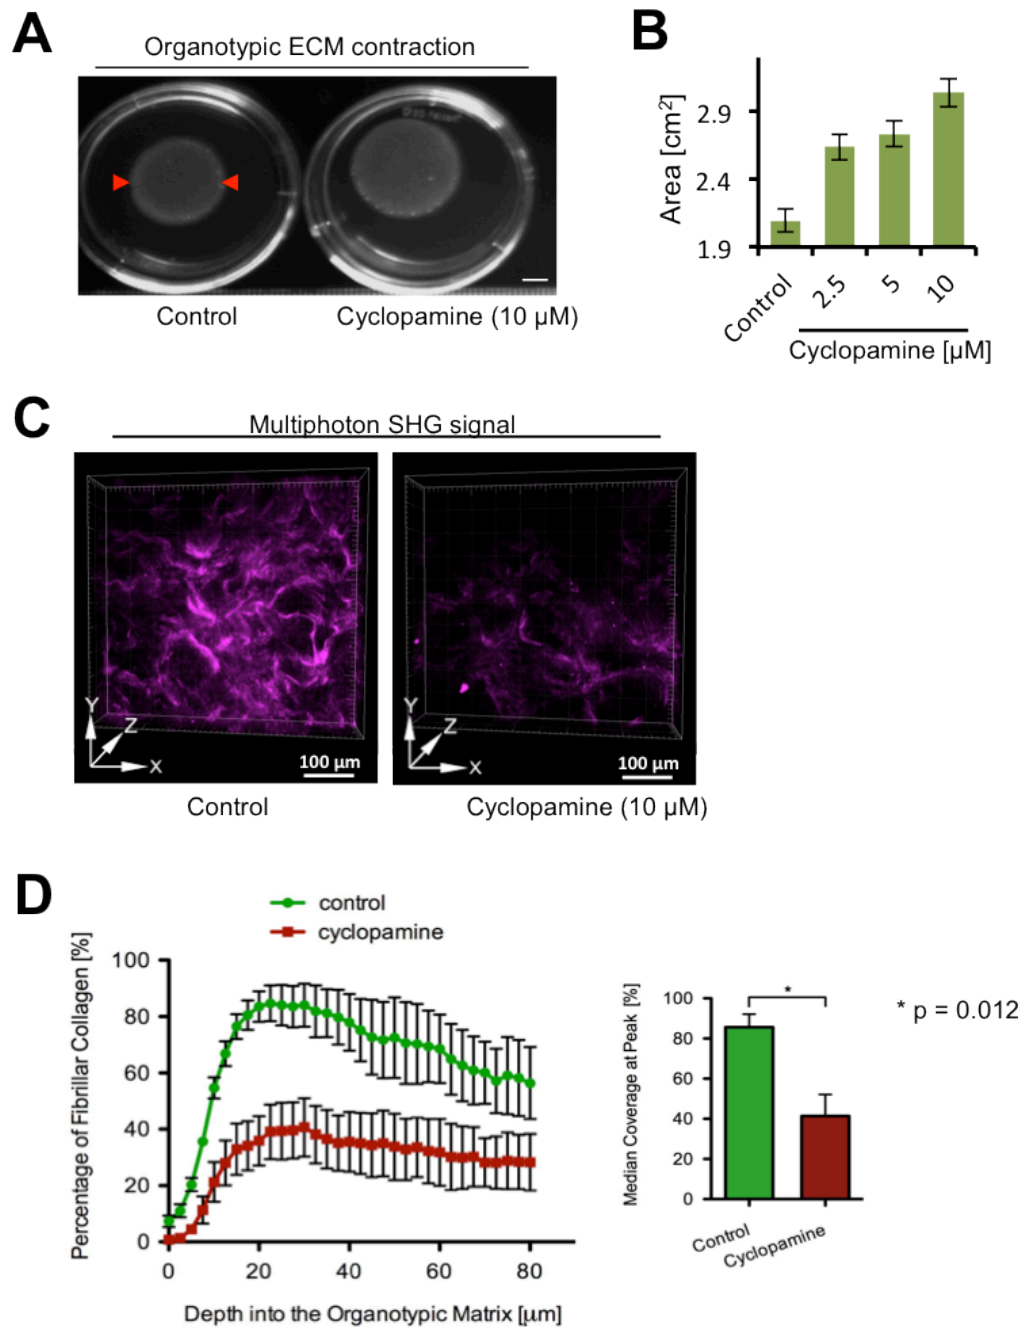 A
Organotypic ECM contraction
Control
Cyclopamine (10 µM)
B
Area [cm²]
2.9
2.4
1.9
Control
2.5
5
10
Cyclopamine [µM]
C
Multiphoton SHG signal
Y
Z
X
100 µm
Y
Z
X
100 µm
Control
Cyclopamine (10 µM)
D
control
cyclopamine
Percentage of Fibrillar Collagen [%]
100
80
60
40
20
0
0
20
40
60
80
Depth into the Organotypic Matrix [µm]
Median Coverage at Peak [%]
100
80
60
40
20
0
*
Control
Cyclopamine
* p = 0.012